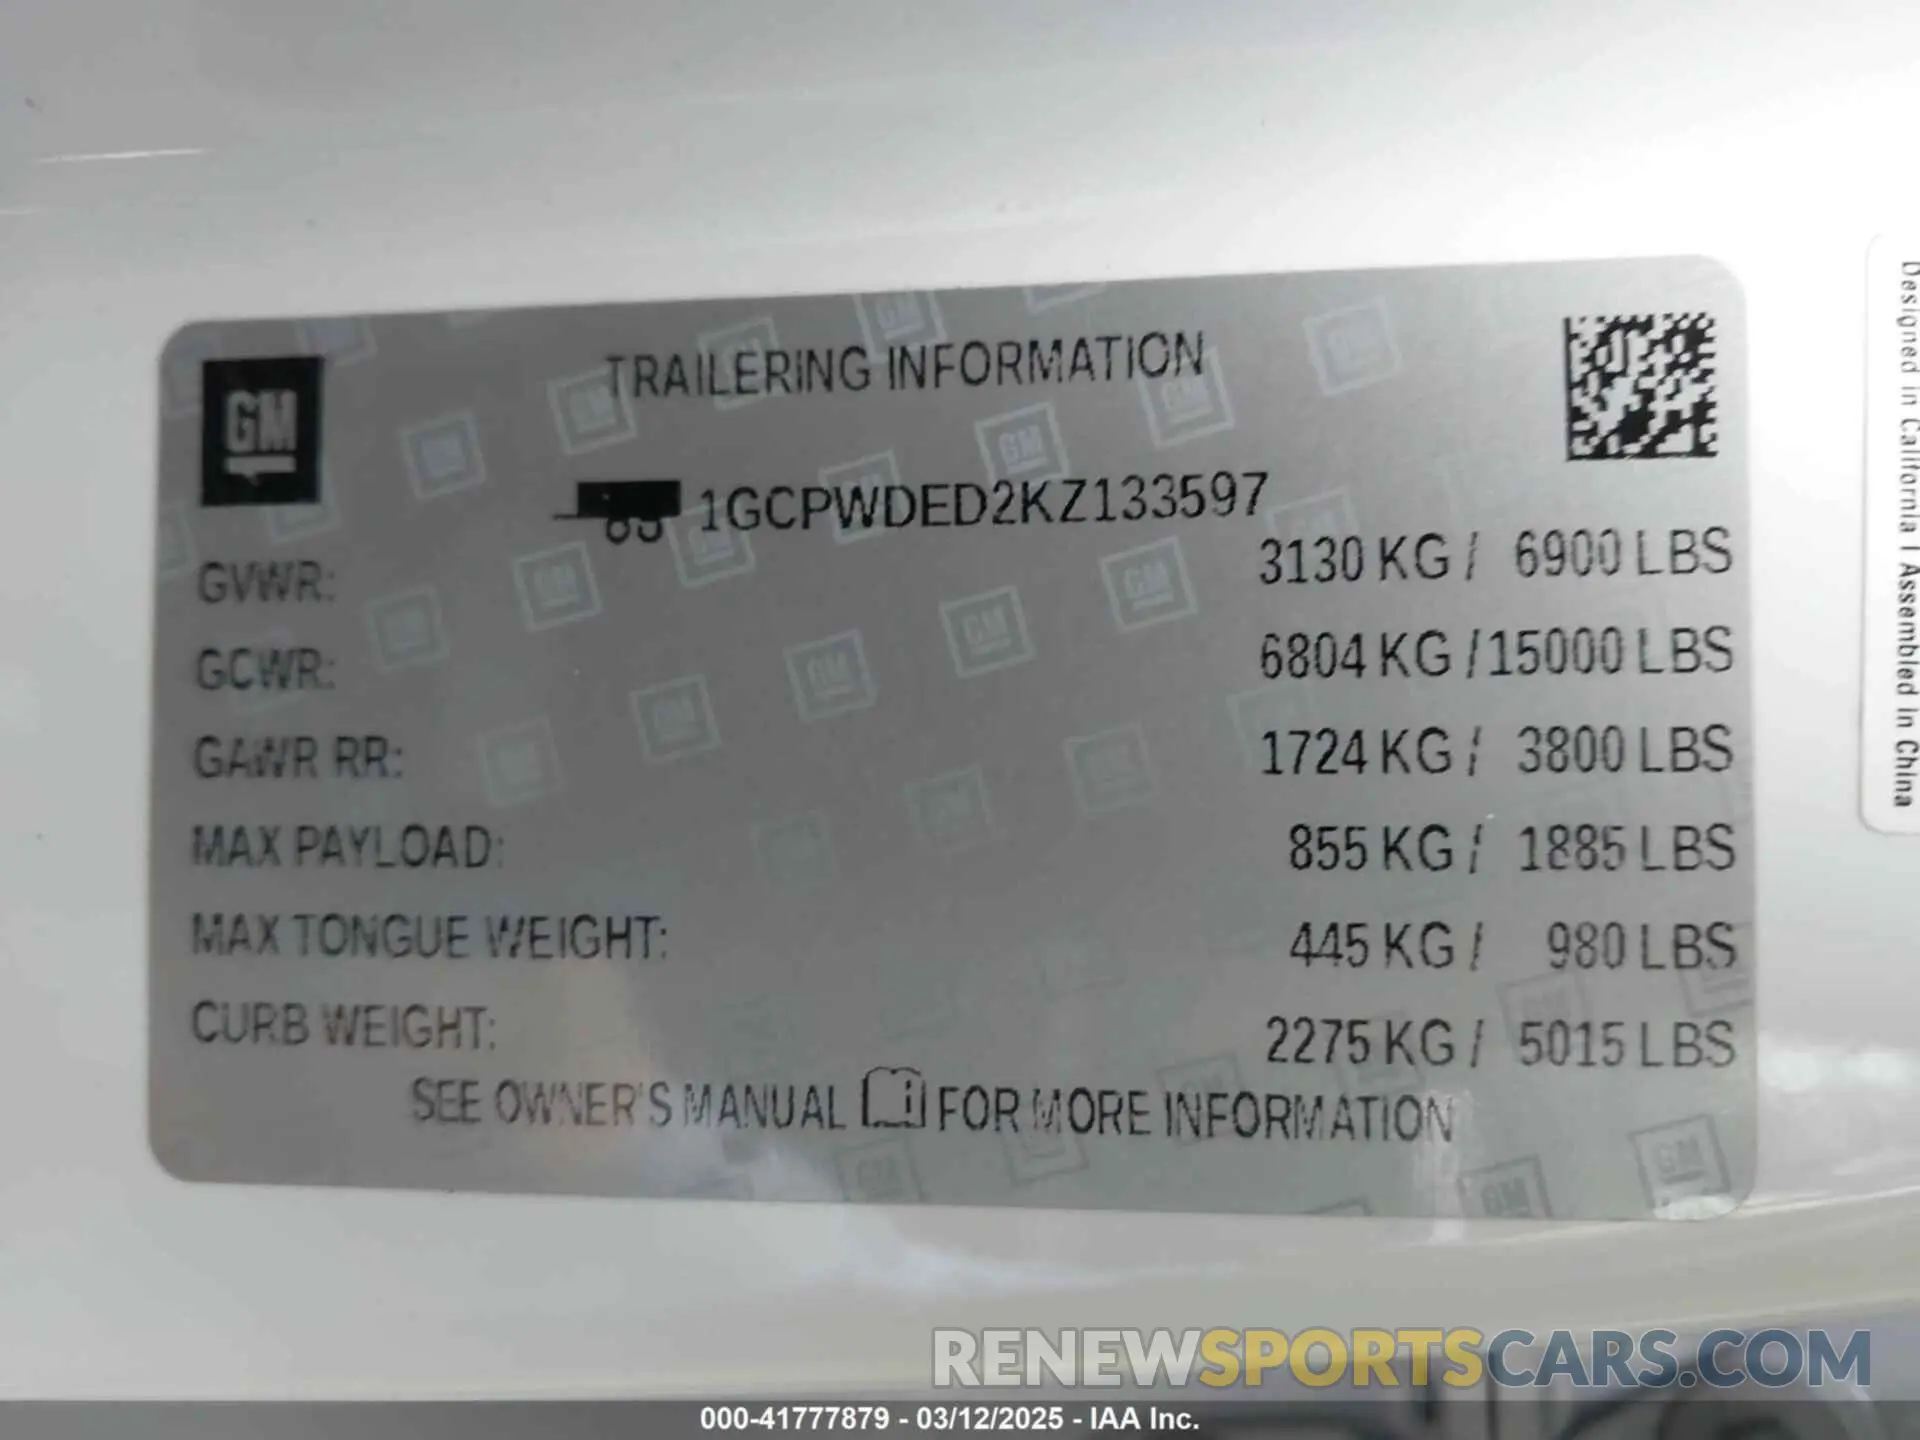 GM
TRAILERING INFORMATION
1GCPWDED2KZ133597
GVWR: 3130 KG / 6900 LBS
GCWR: 6804 KG /15000 LBS
GAWR RR: 1724 KG / 3800 LBS
MAX PAYLOAD: 855 KG / 1885 LBS
MAX TONGUE WEIGHT: 445 KG / 980 LBS
CURB WEIGHT: 2275 KG / 5015 LBS
SEE OWNER'S MANUAL FOR MORE INFORMATION
Designed in California | Assembled in China
RENEWSPORTSCARS.COM
000-41777879 - 03/12/2025 - IAA Inc.